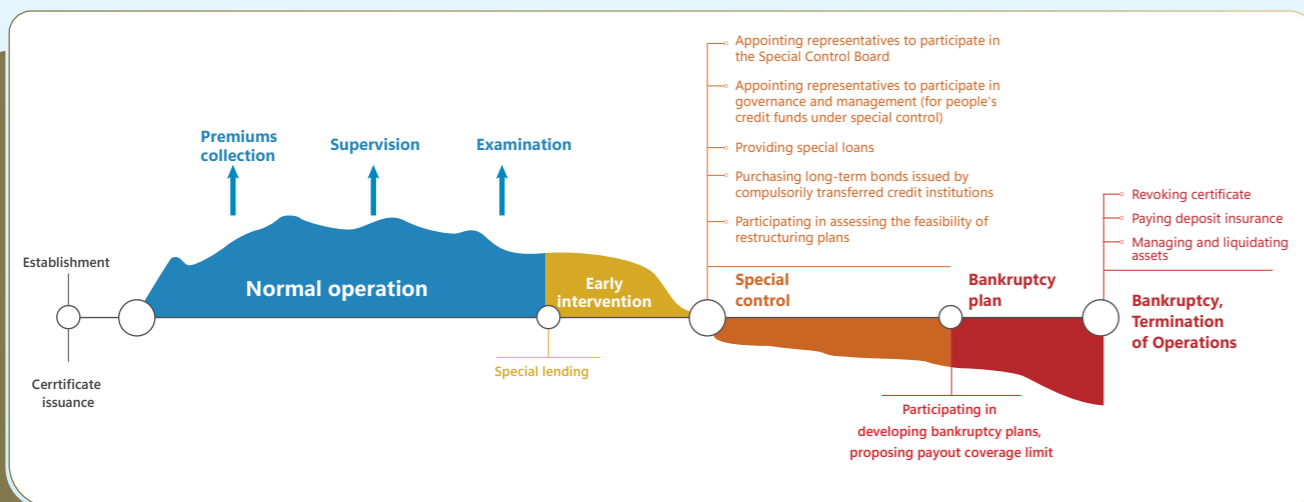 Establishment
Cerrtificate
issuance
Premiums
collection
Supervision
Examination
Normal operation
Early
intervention
Special lending
Appointing representatives to participate in
the Special Control Board
Appointing representatives to participate in
governance and management (for people's
credit funds under special control)
Providing special loans
Purchasing long-term bonds issued by
compulsorily transferred credit institutions
Participating in assessing the feasibility of
restructuring plans
Special
control
Bankruptcy
plan
Participating in
developing bankruptcy plans,
proposing payout coverage limit
Revoking certificate
Paying deposit insurance
Managing and liquidating
assets
Bankruptcy,
Termination
of Operations